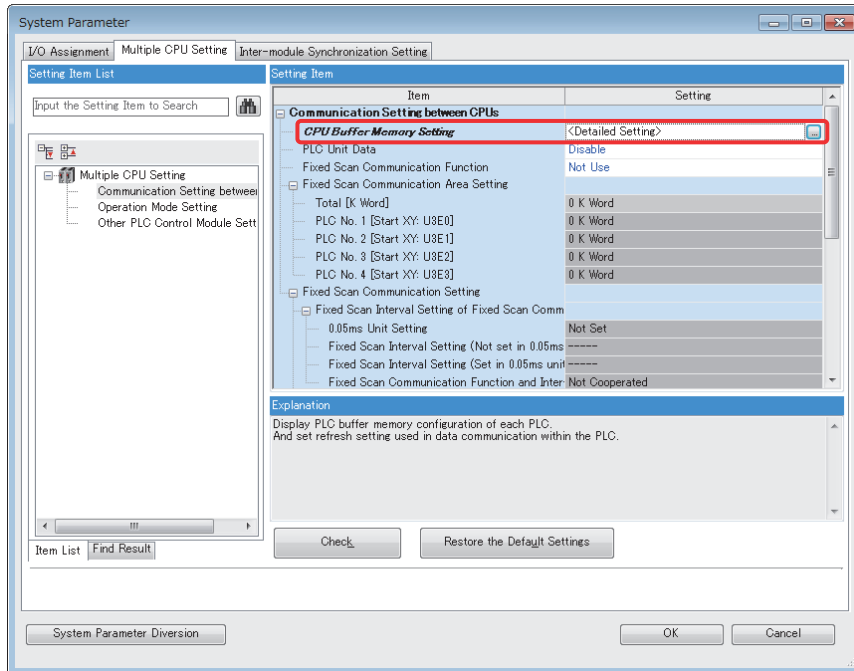 System Parameter
I/O Assignment Multiple CPU Setting Inter-module Synchronization Setting
Setting Item List
Input the Setting Item to Search
Multiple CPU Setting
Communication Setting betweer
Operation Mode Setting
Other PLC Control Module Sett
Item List Find Result
Setting Item
Item Setting
Communication Setting between CPUs
CPU Buffer Memory Setting <Detailed Setting> ...
PLC Unit Data Disable
Fixed Scan Communication Function Not Use
Fixed Scan Communication Area Setting
Total [K Word] 0 K Word
PLC No. 1 [Start XY: U3E0] 0 K Word
PLC No. 2 [Start XY: U3E1] 0 K Word
PLC No. 3 [Start XY: U3E2] 0 K Word
PLC No. 4 [Start XY: U3E3] 0 K Word
Fixed Scan Communication Setting
Fixed Scan Interval Setting of Fixed Scan Comm
0.05ms Unit Setting Not Set
Fixed Scan Interval Setting (Not set in 0.05ms -----
Fixed Scan Interval Setting (Set in 0.05ms unit -----
Fixed Scan Communication Function and Inter Not Cooperated
Explanation
Display PLC buffer memory configuration of each PLC.
And set refresh setting used in data communication within the PLC.
Check Restore the Default Settings
System Parameter Diversion OK Cancel